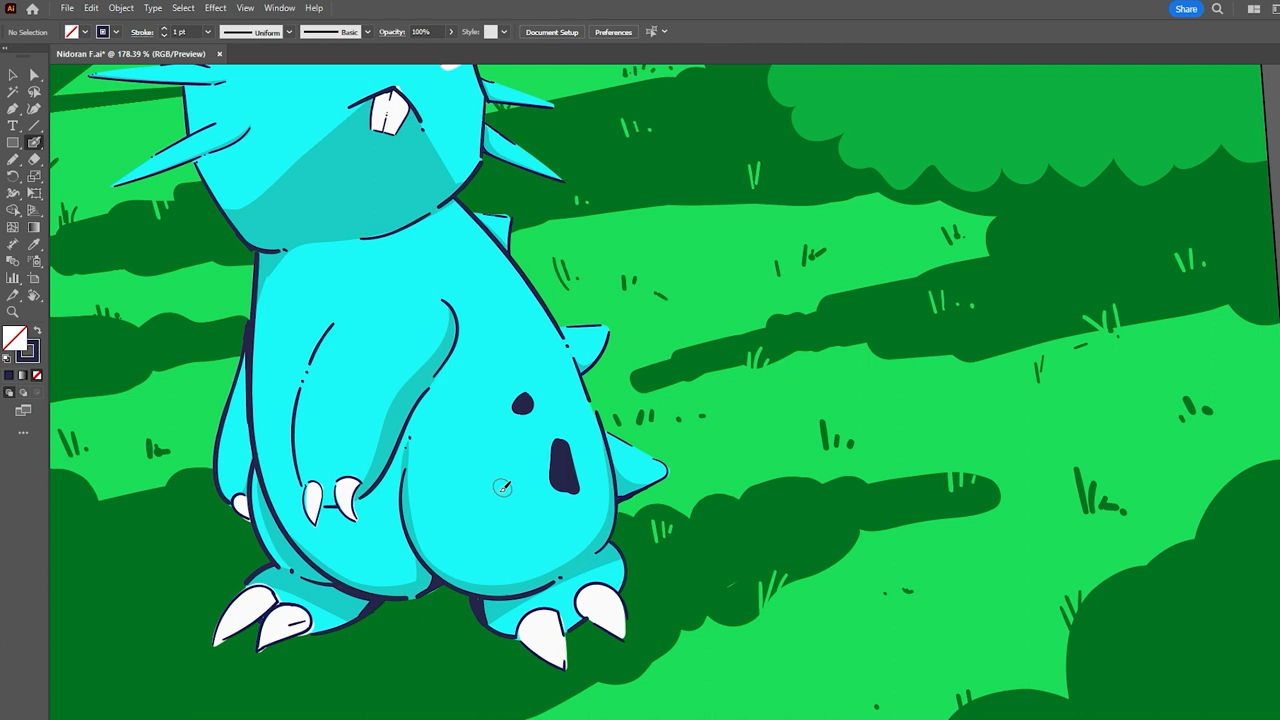 Ai File Edit Object Type Select Effect View Window Help Share
No Selection Stroke: 1 pt Uniform Basic Opacity: 100% Style: Document Setup Preferences
Nidoran F.ai* @ 178.39 % (RGB/Preview) ×